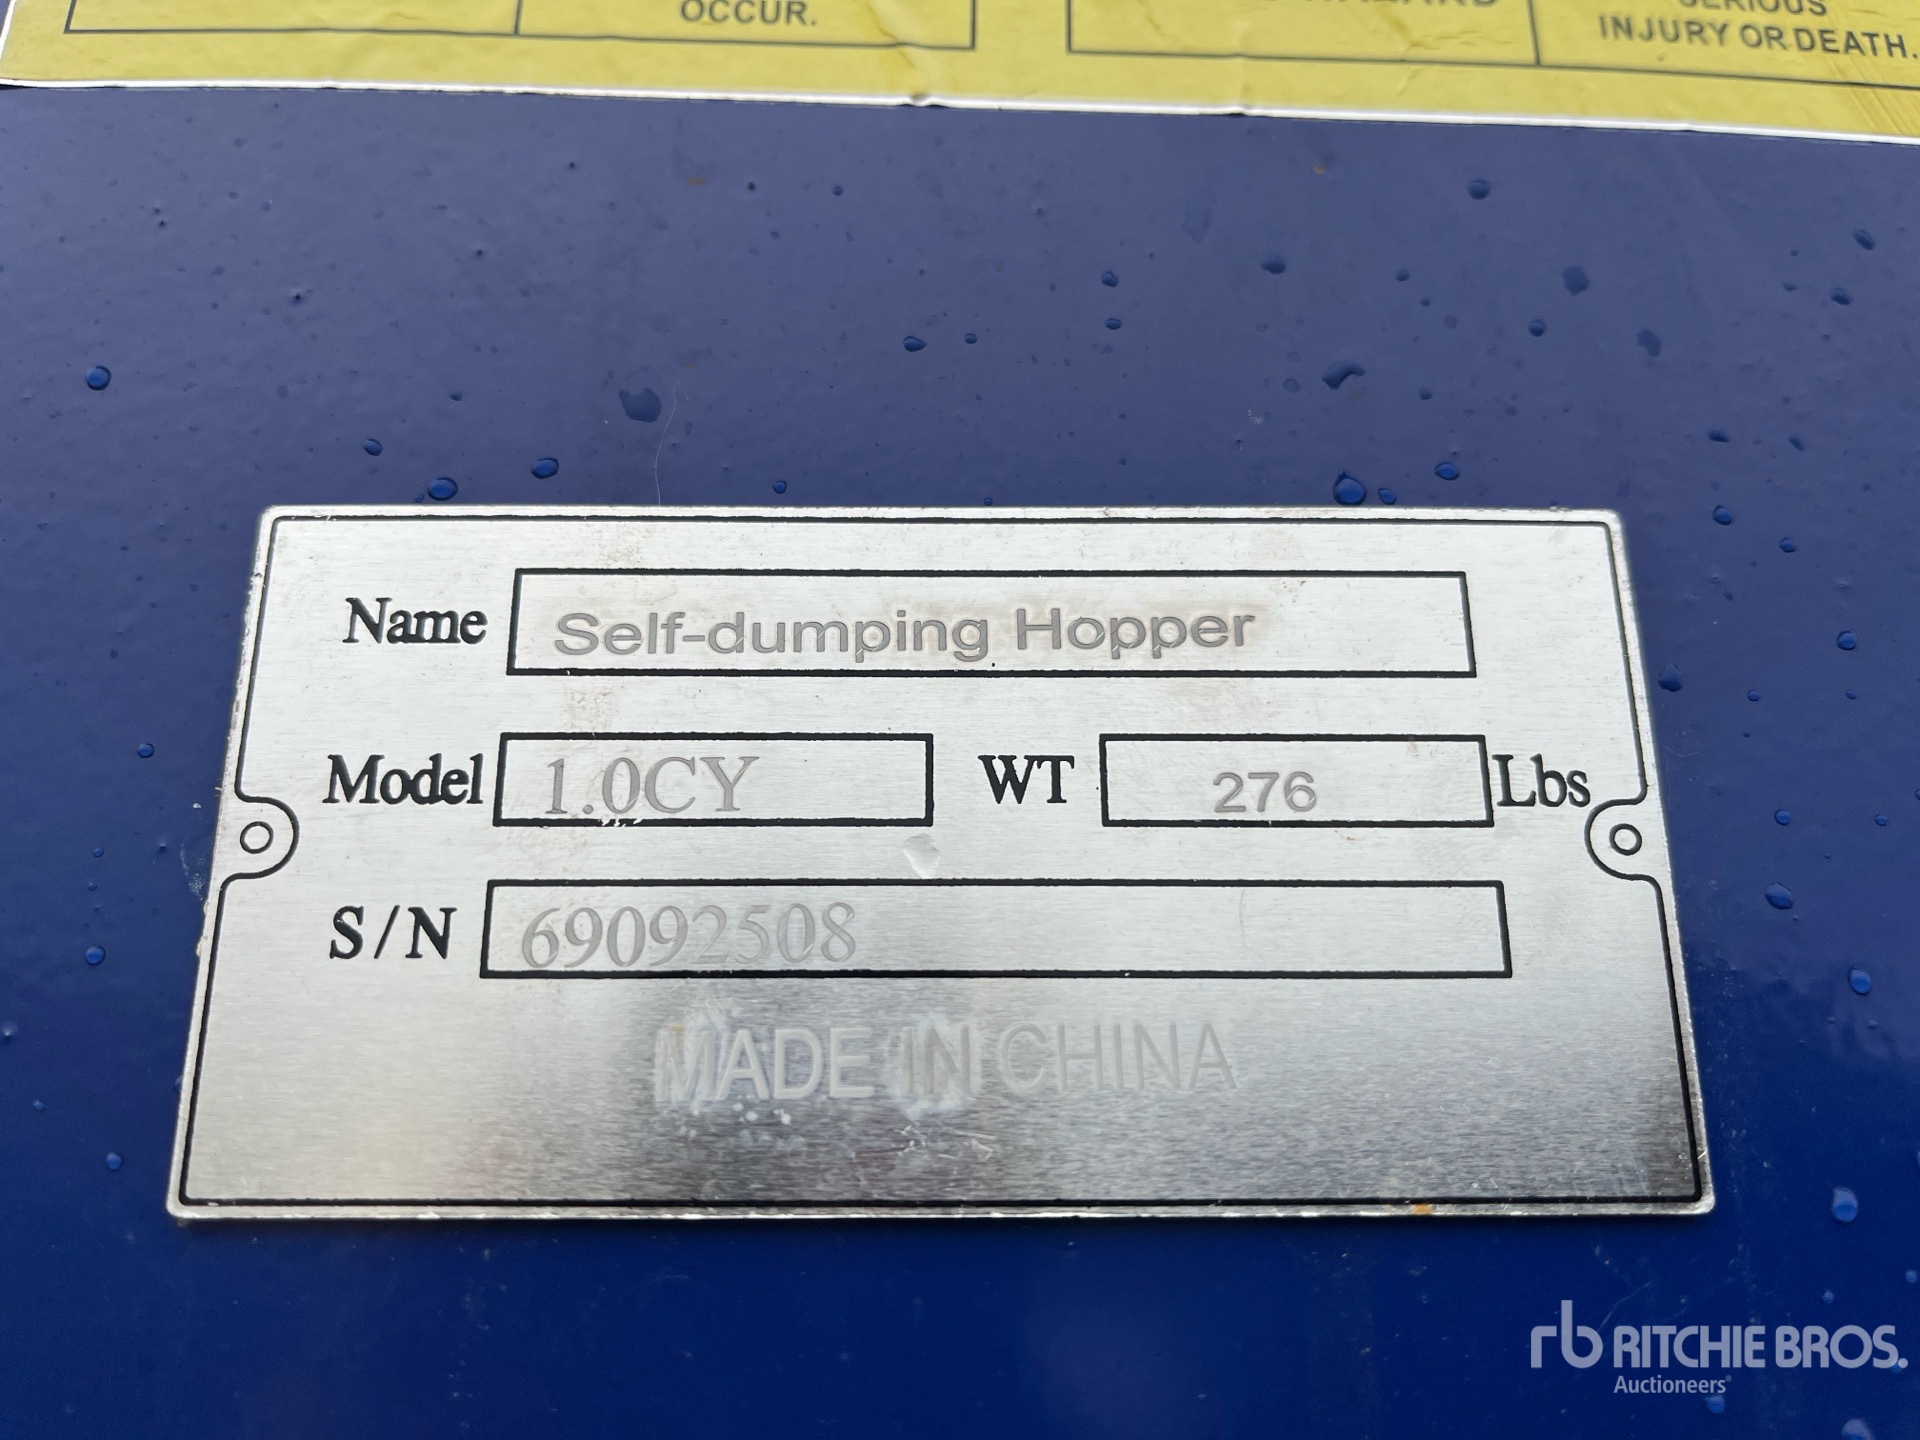 OCCUR.
INJURY OR DEATH.
Name Self-dumping Hopper
Model 1.0CY WT 276 Lbs
S/N 69092508
MADE IN CHINA
rb RITCHIE BROS.
Auctioneers